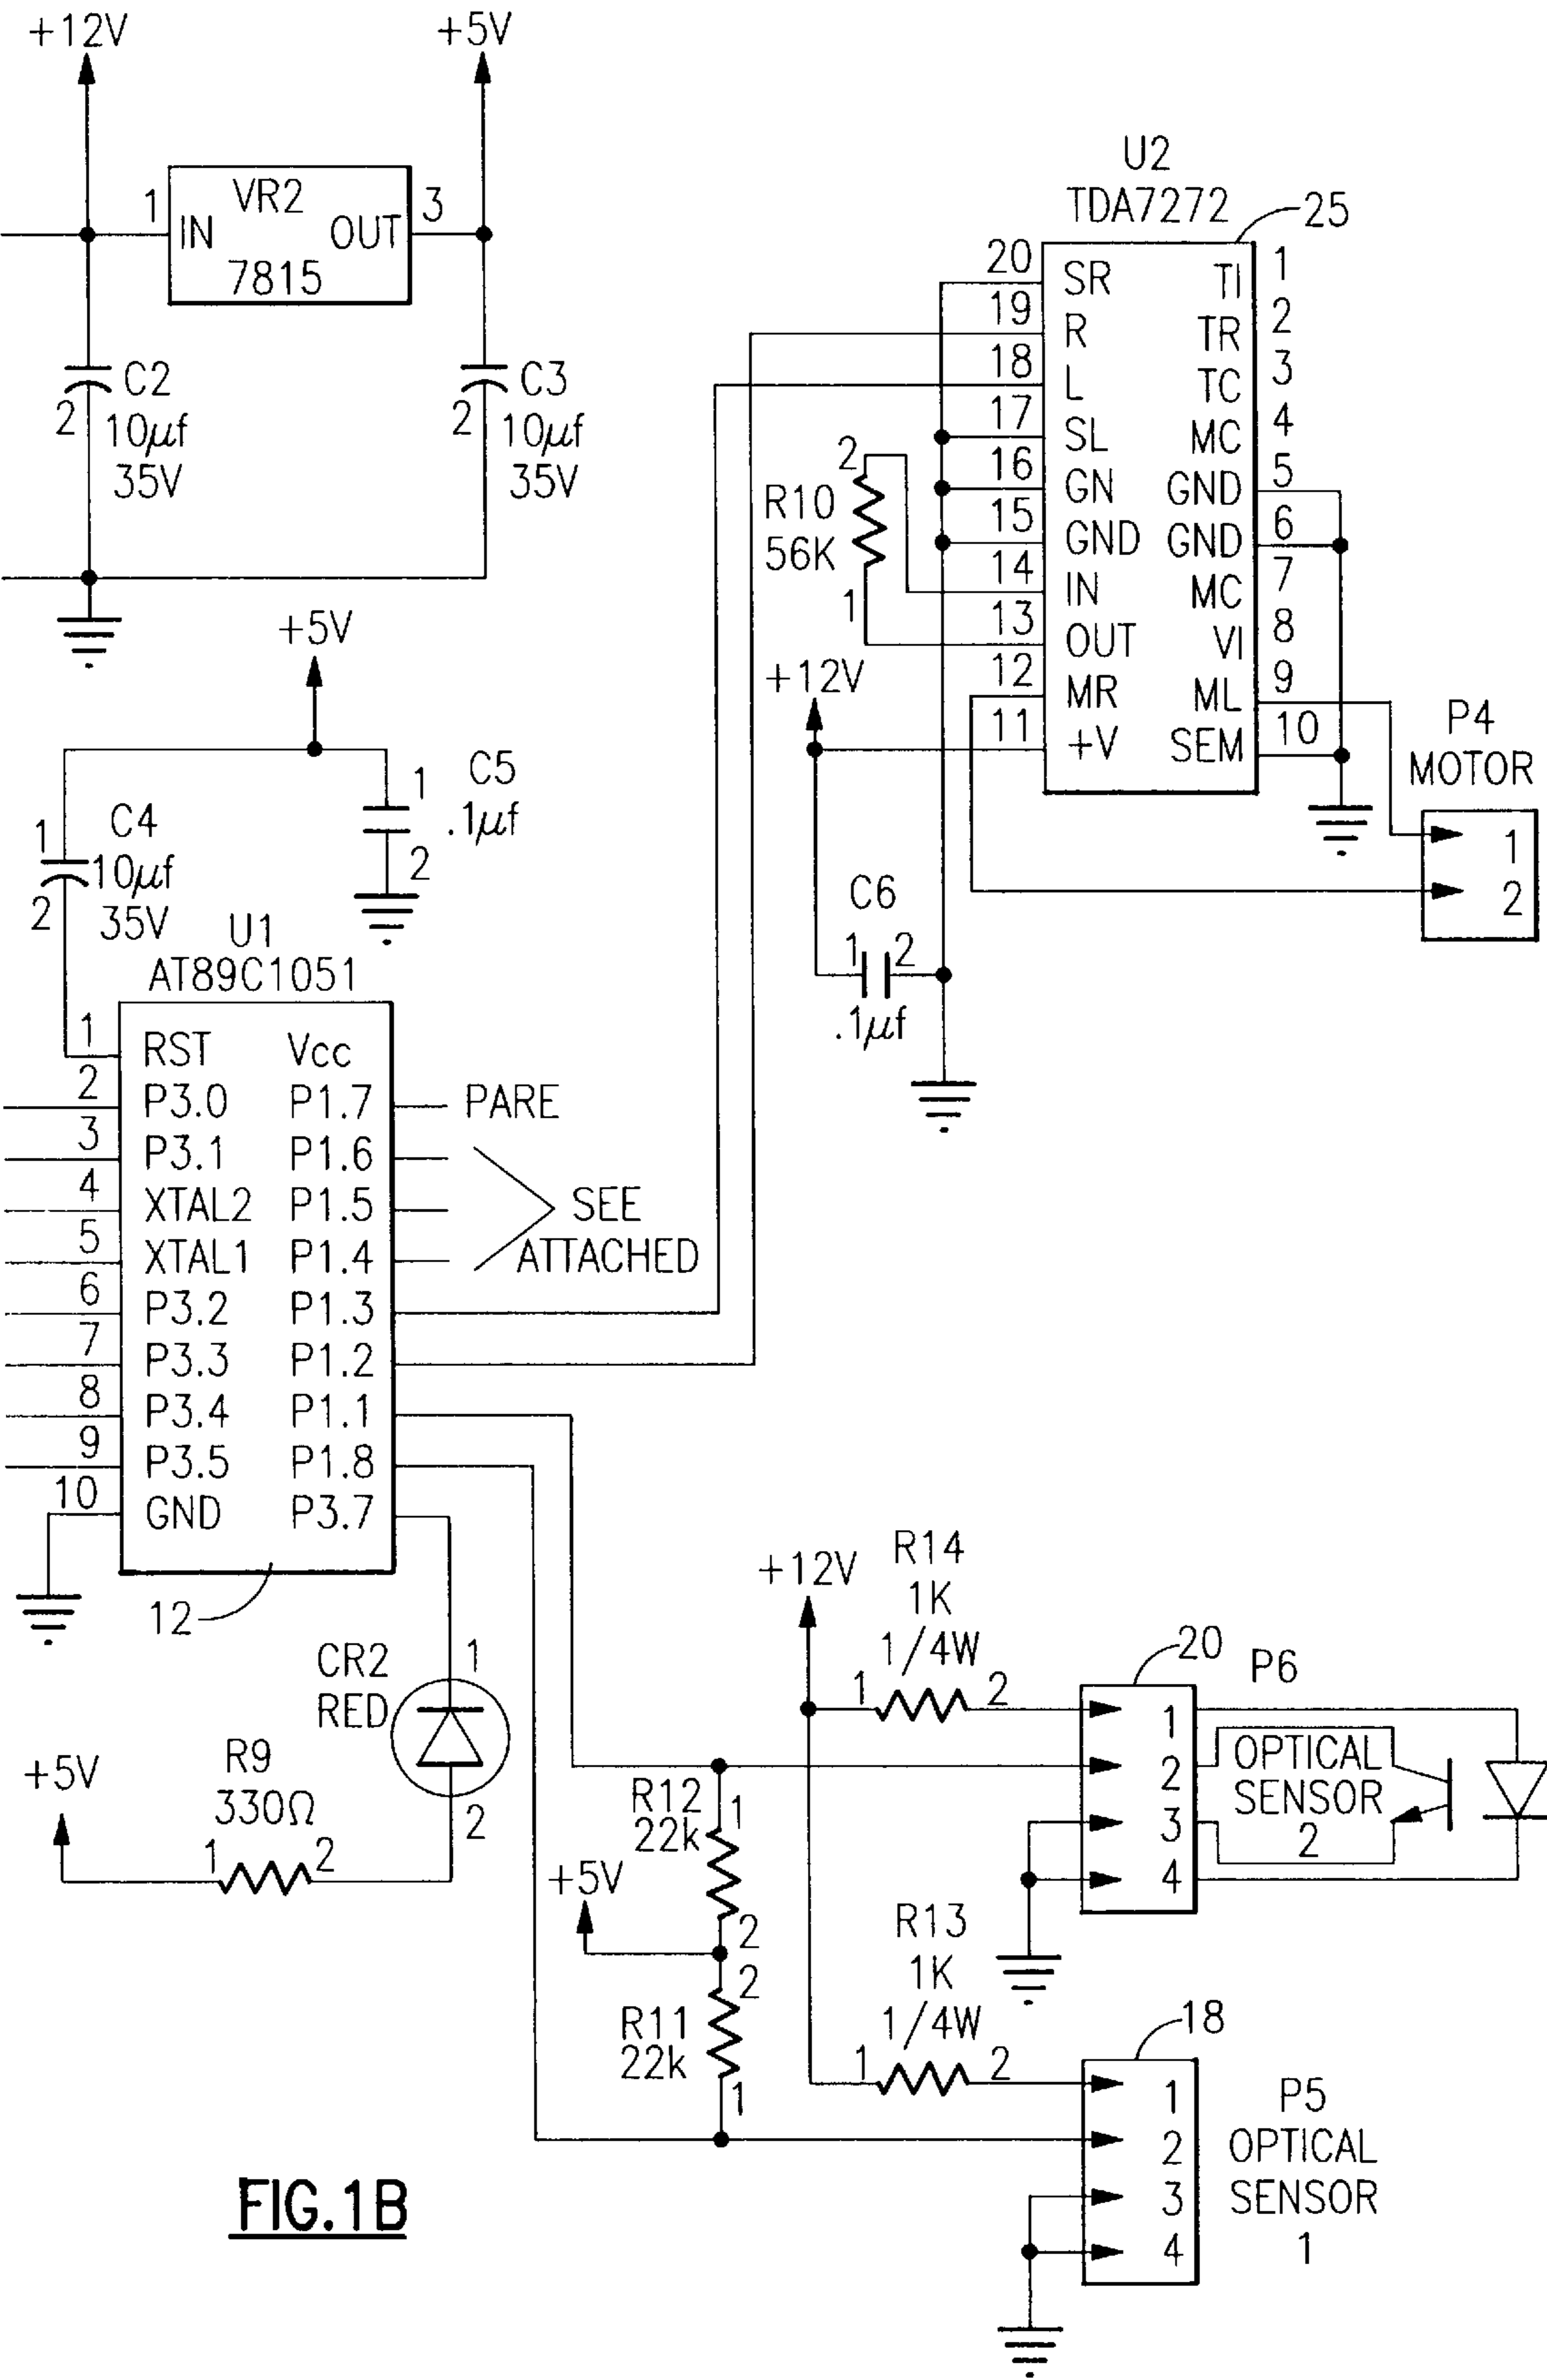 +12V
+5V
1 IN VR2 OUT 3
7815
C2
2 10µf
35V
C3
2 10µf
35V
U2
TDA7272
25
20 SR TI 1
19 R TR 2
18 L TC 3
17 SL MC 4
16 GN GND 5
15 GND GND 6
14 IN MC 7
13 OUT VI 8
12 MR ML 9
11 +V SEM 10
2
R10
56K
1
+12V
P4
MOTOR
1
2
C6
1 2
.1µf
+5V
1 C4
10µf
2 35V
1 C5
.1µf
2
U1
AT89C1051
1 RST Vcc
2 P3.0 P1.7 PARE
3 P3.1 P1.6
4 XTAL2 P1.5 SEE
5 XTAL1 P1.4 ATTACHED
6 P3.2 P1.3
7 P3.3 P1.2
8 P3.4 P1.1
9 P3.5 P1.8
10 GND P3.7
12
CR2 1
RED
2
+5V
R9
330Ω
1 2
+12V
R14
1K
1/4W
1 2
20
P6
1
2
3
4
OPTICAL
SENSOR
2
R12 1
22k
2
+5V
2
R11
22k
1
R13
1K
1/4W
1 2
18
1
2
3
4
P5
OPTICAL
SENSOR
1
FIG.1B